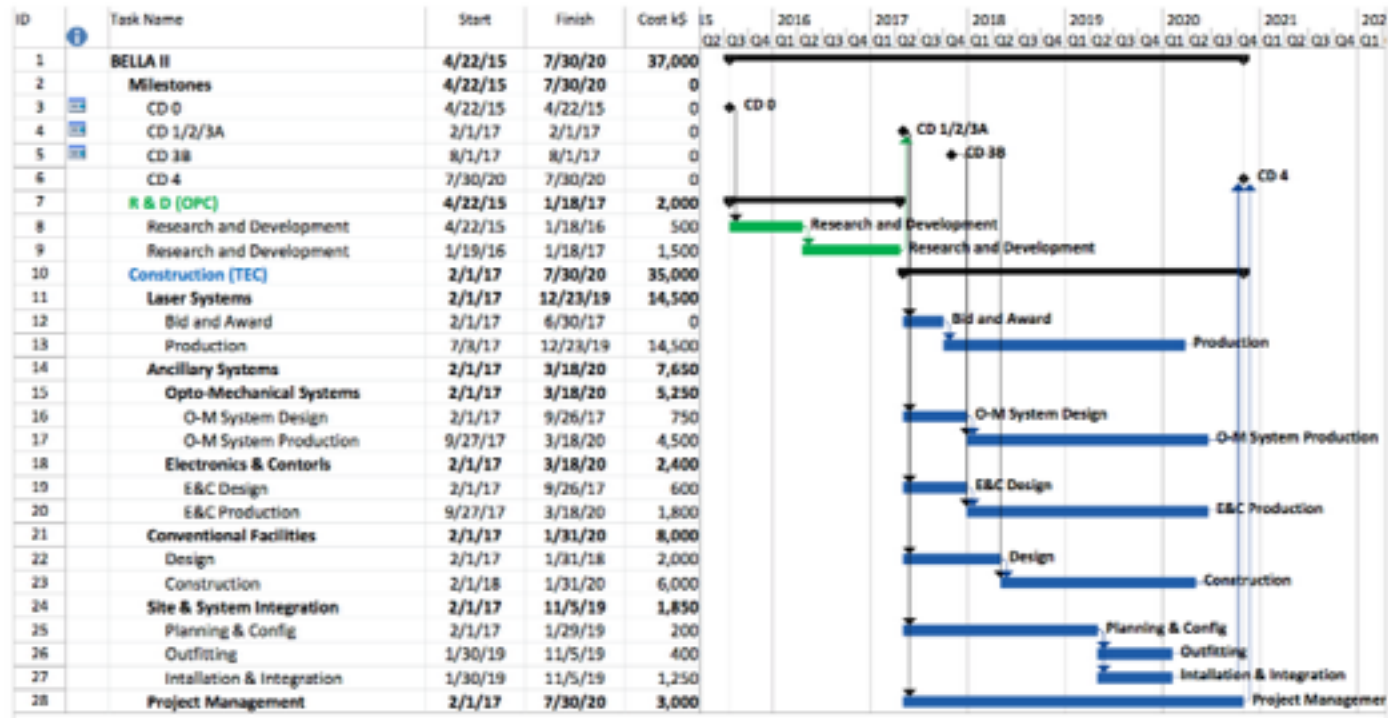 ID Task Name Start Finish Cost k$ 15 2016 2017 2018 2019 2020 2021 202
Q2 Q3 Q4 Q1 Q2 Q3 Q4 Q1 Q2 Q3 Q4 Q1 Q2 Q3 Q4 Q1 Q2 Q3 Q4 Q1 Q2 Q3 Q4 Q1 Q2 Q3 Q4 Q1
1 BELLA II 4/22/15 7/30/20 37,000
2 Milestones 4/22/15 7/30/20 0
3 CD 0 4/22/15 4/22/15 0 CD 0
4 CD 1/2/3A 2/1/17 2/1/17 0 CD 1/2/3A
5 CD 3B 8/1/17 8/1/17 0 CD 3B
6 CD 4 7/30/20 7/30/20 0 CD 4
7 R & D (OPC) 4/22/15 1/18/17 2,000
8 Research and Development 4/22/15 1/18/16 500 Research and Development
9 Research and Development 1/19/16 1/18/17 1,500 Research and Development
10 Construction (TEC) 2/1/17 7/30/20 35,000
11 Laser Systems 2/1/17 12/23/19 14,500
12 Bid and Award 2/1/17 6/30/17 0 Bid and Award
13 Production 7/3/17 12/23/19 14,500 Production
14 Ancillary Systems 2/1/17 3/18/20 7,650
15 Opto-Mechanical Systems 2/1/17 3/18/20 5,250
16 O-M System Design 2/1/17 9/26/17 750 O-M System Design
17 O-M System Production 9/27/17 3/18/20 4,500 O-M System Production
18 Electronics & Contorls 2/1/17 3/18/20 2,400
19 E&C Design 2/1/17 9/26/17 600 E&C Design
20 E&C Production 9/27/17 3/18/20 1,800 E&C Production
21 Conventional Facilities 2/1/17 1/31/20 8,000
22 Design 2/1/17 1/31/18 2,000 Design
23 Construction 2/1/18 1/31/20 6,000 Construction
24 Site & System Integration 2/1/17 11/5/19 1,850
25 Planning & Config 2/1/17 1/29/19 200 Planning & Config
26 Outfitting 1/30/19 11/5/19 400 Outfitting
27 Intallation & Integration 1/30/19 11/5/19 1,250 Intallation & Integration
28 Project Management 2/1/17 7/30/20 3,000 Project Managemer